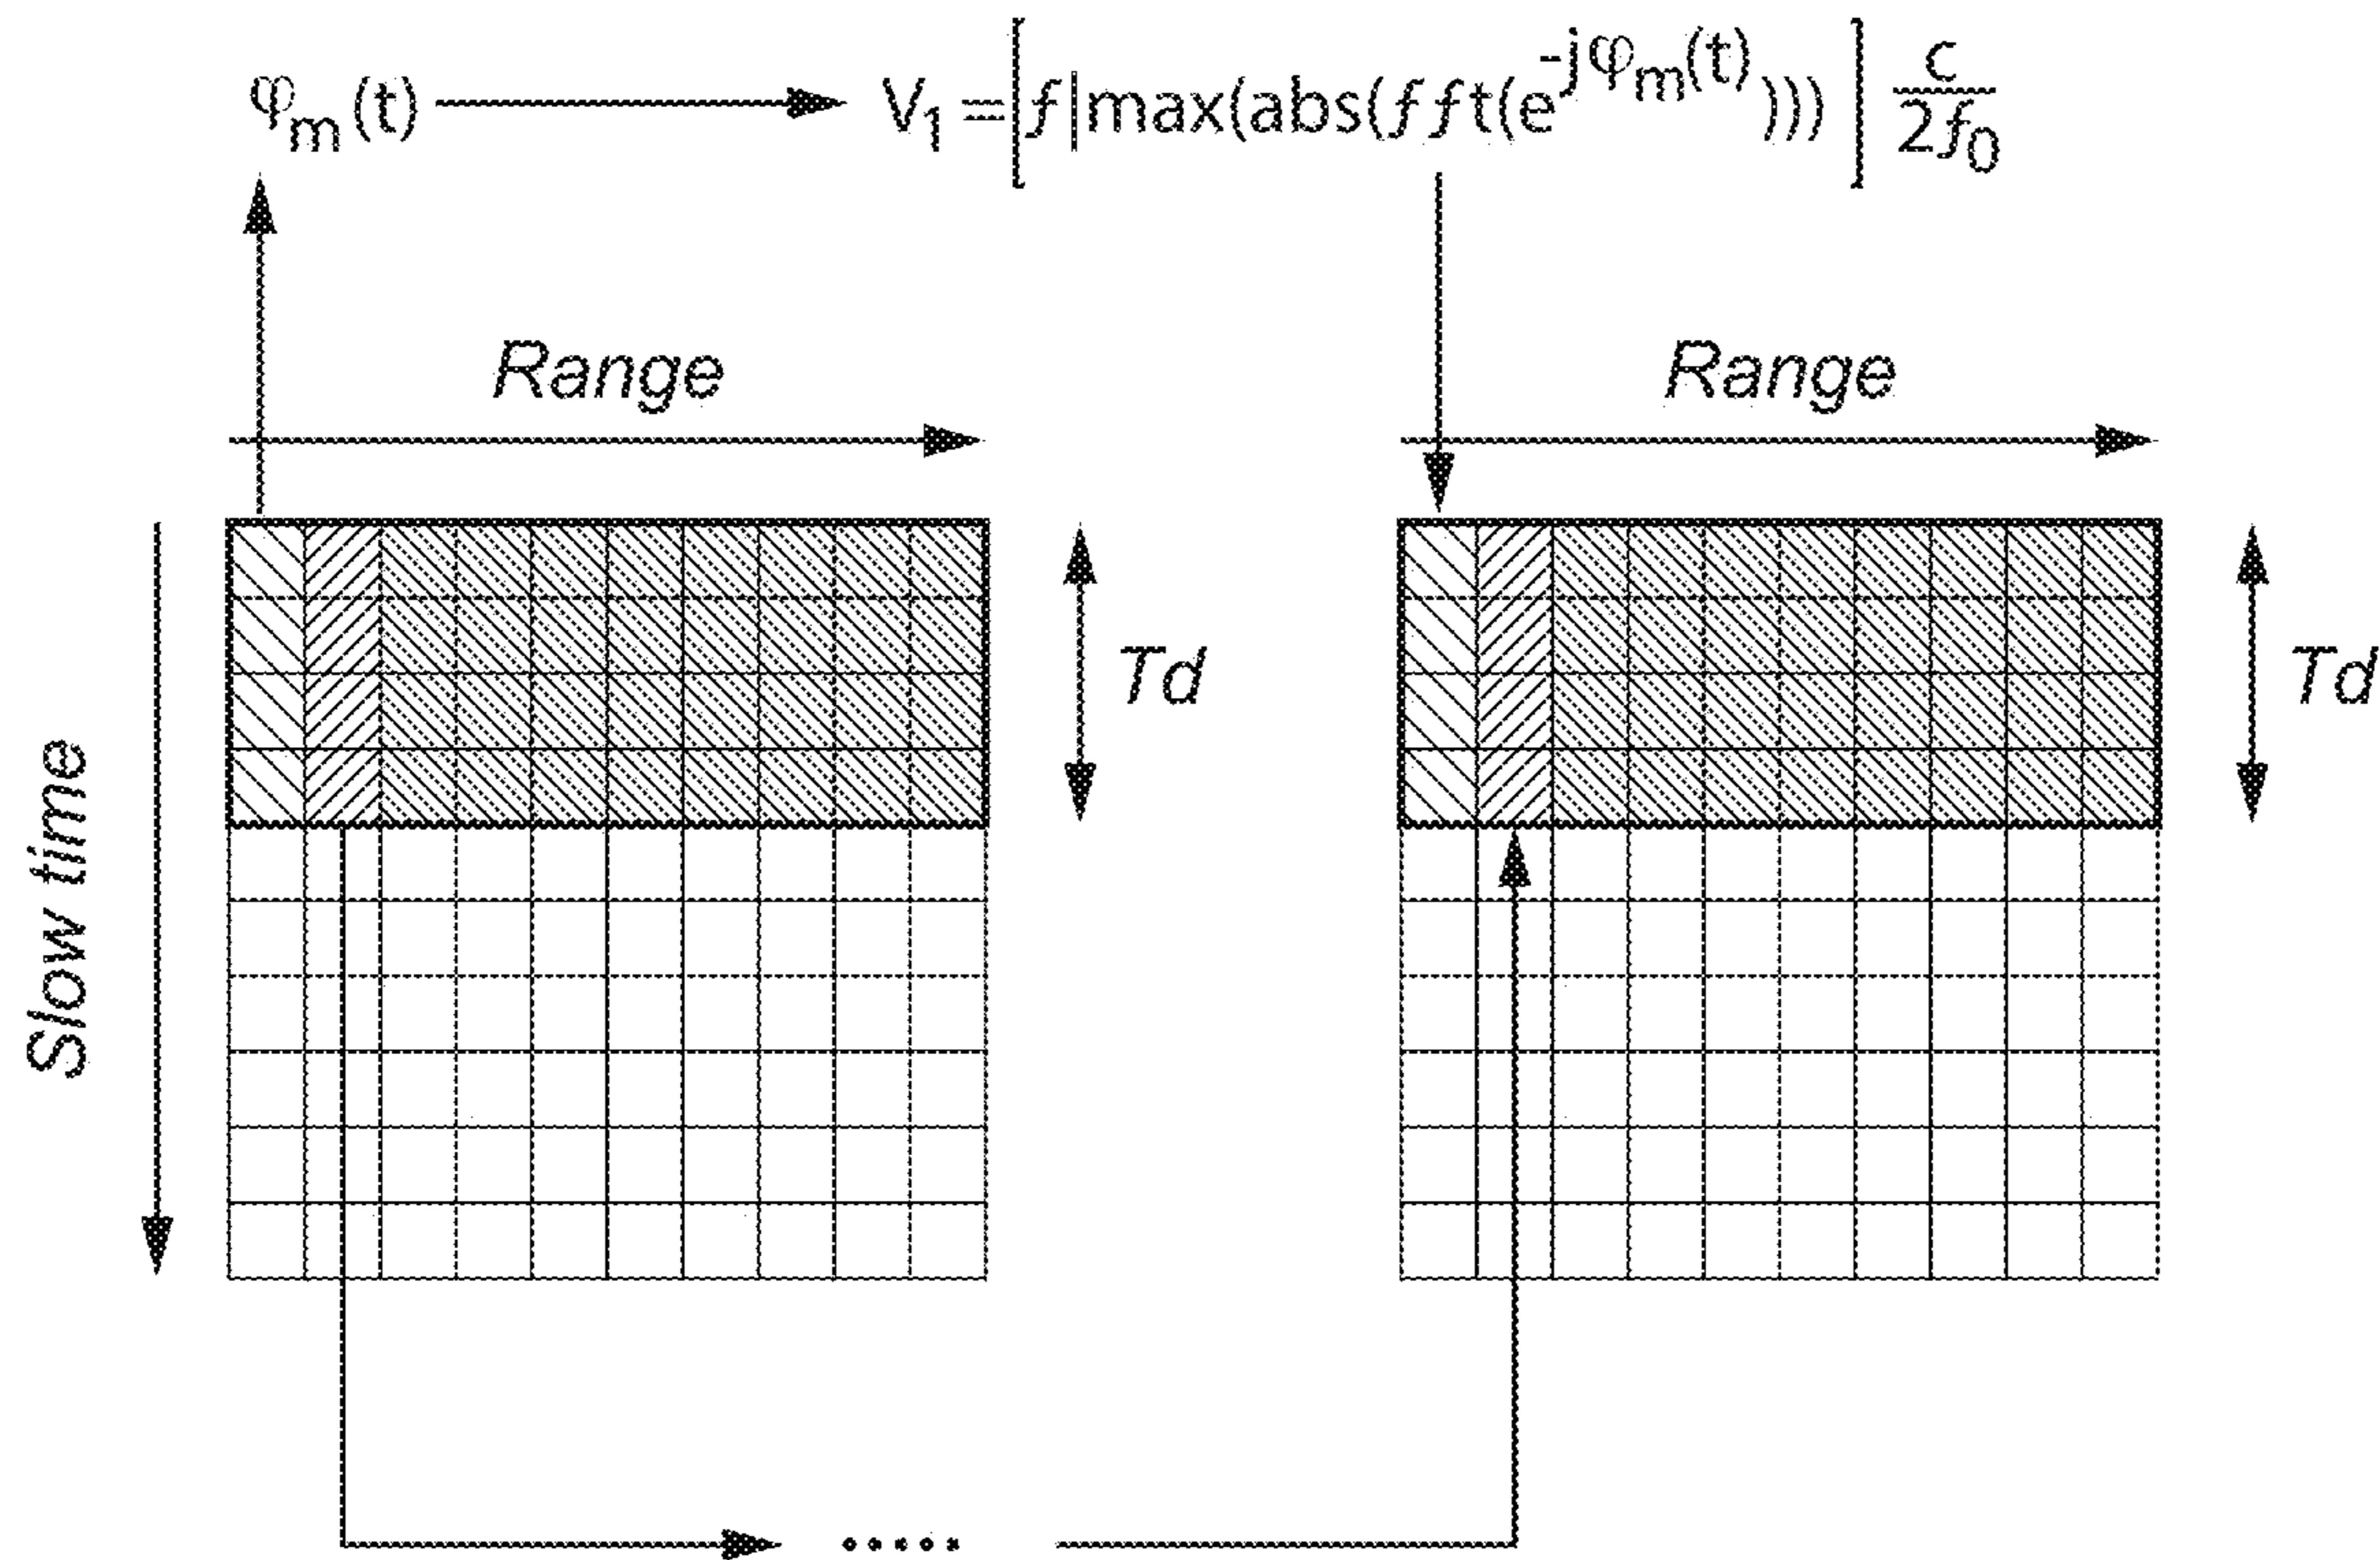 φm(t) V1 =[f|max(abs(fft(e-jφm(t))))] c/2f0
Range Range
Td Td
Slow time
.....